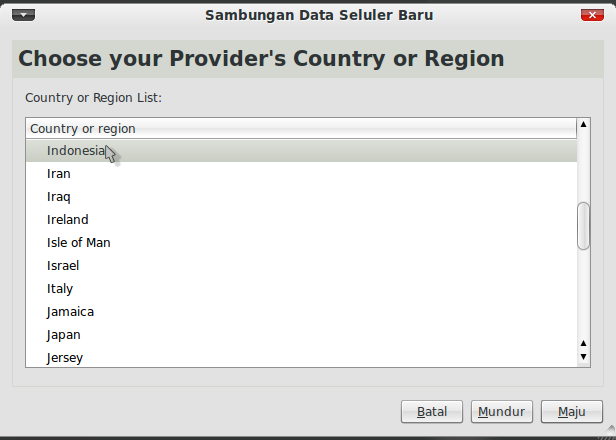 Sambungan Data Seluler Baru
Choose your Provider's Country or Region
Country or Region List:
Country or region
Indonesia
Iran
Iraq
Ireland
Isle of Man
Israel
Italy
Jamaica
Japan
Jersey
Batal Mundur Maju